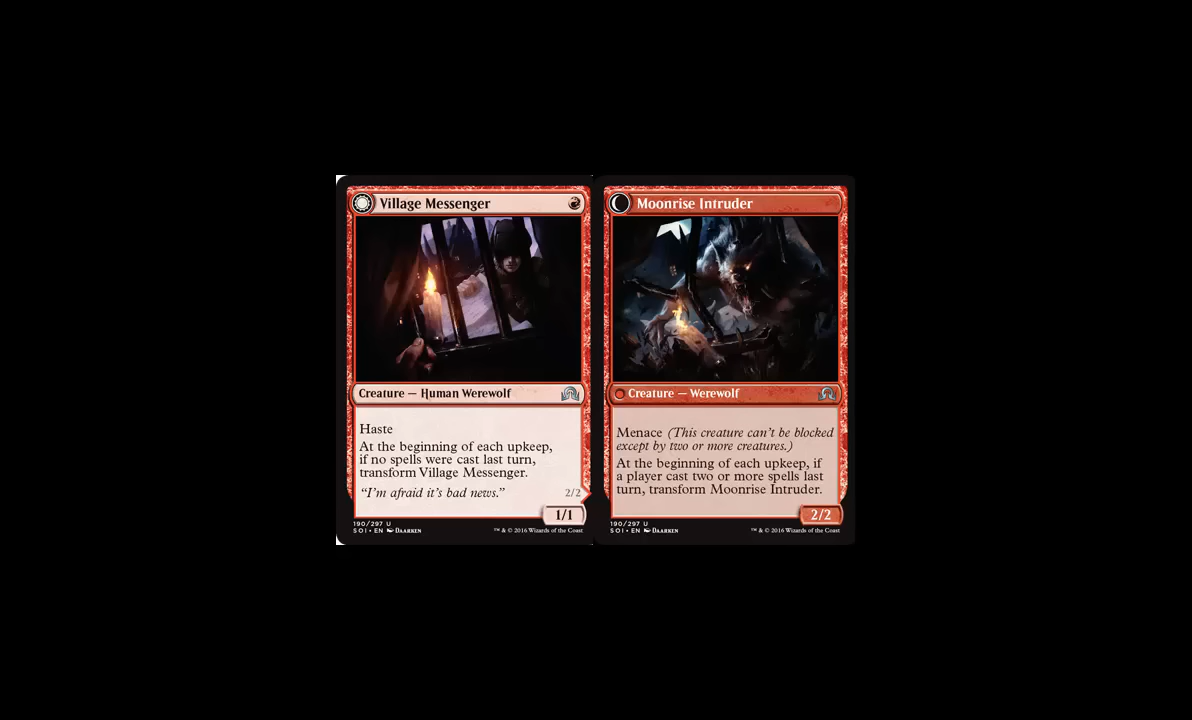 Village Messenger
Creature — Human Werewolf
Haste
At the beginning of each upkeep,
if no spells were cast last turn,
transform Village Messenger.
“I’m afraid it’s bad news.”
2/2
1/1
190/297 U
SOI • EN DAARKEN
™ & © 2016 Wizards of the Coast
Moonrise Intruder
Creature — Werewolf
Menace (This creature can’t be blocked
except by two or more creatures.)
At the beginning of each upkeep, if
a player cast two or more spells last
turn, transform Moonrise Intruder.
2/2
190/297 U
SOI • EN DAARKEN
™ & © 2016 Wizards of the Coast